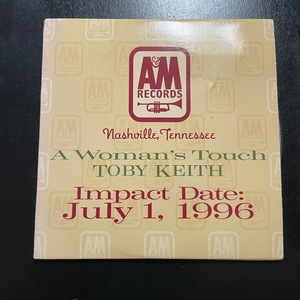 A&M
RECORDS
Nashville, Tennessee
A Woman's Touch
TOBY KEITH
Impact Date:
July 1, 1996